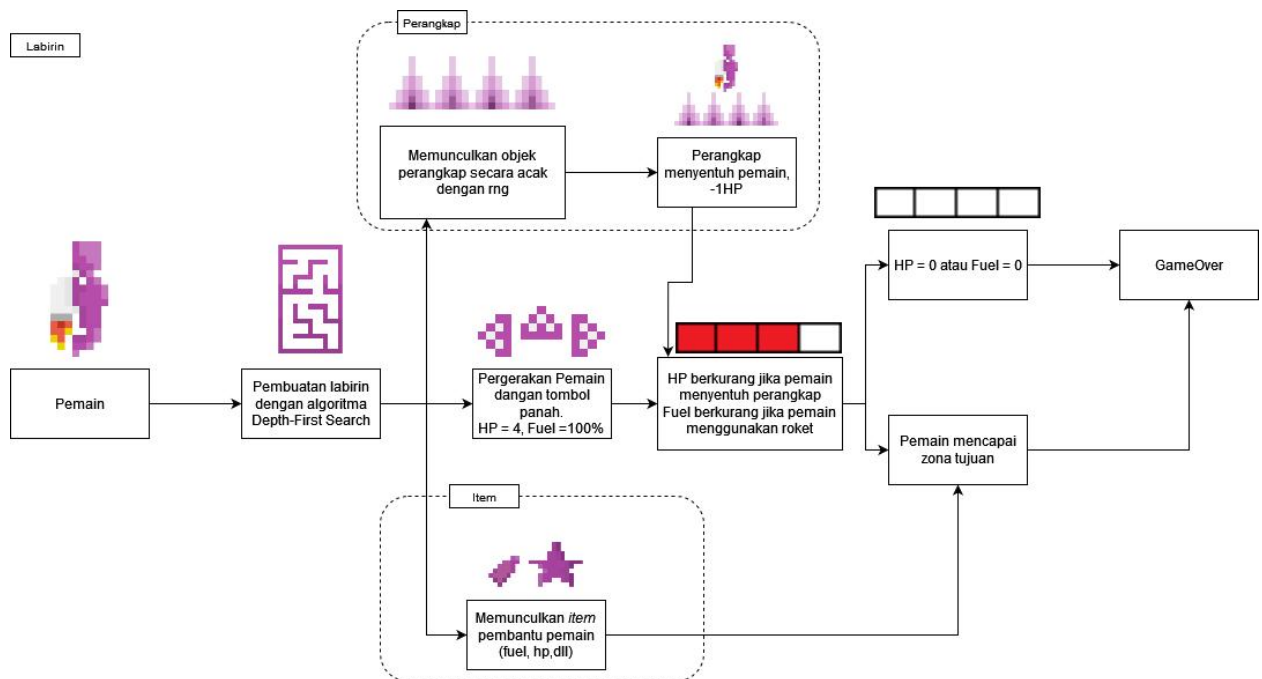 Labirin
Perangkap
Memunculkan objek
perangkap secara acak
dengan rng
Perangkap
menyentuh pemain,
-1HP
Pemain
Pembuatan labirin
dengan algoritma
Depth-First Search
Pergerakan Pemain
dangan tombol
panah.
HP = 4, Fuel =100%
HP berkurang jika pemain
menyentuh perangkap
Fuel berkurang jika pemain
menggunakan roket
HP = 0 atau Fuel = 0
GameOver
Pemain mencapai
zona tujuan
Item
Memunculkan item
pembantu pemain
(fuel, hp,dll)